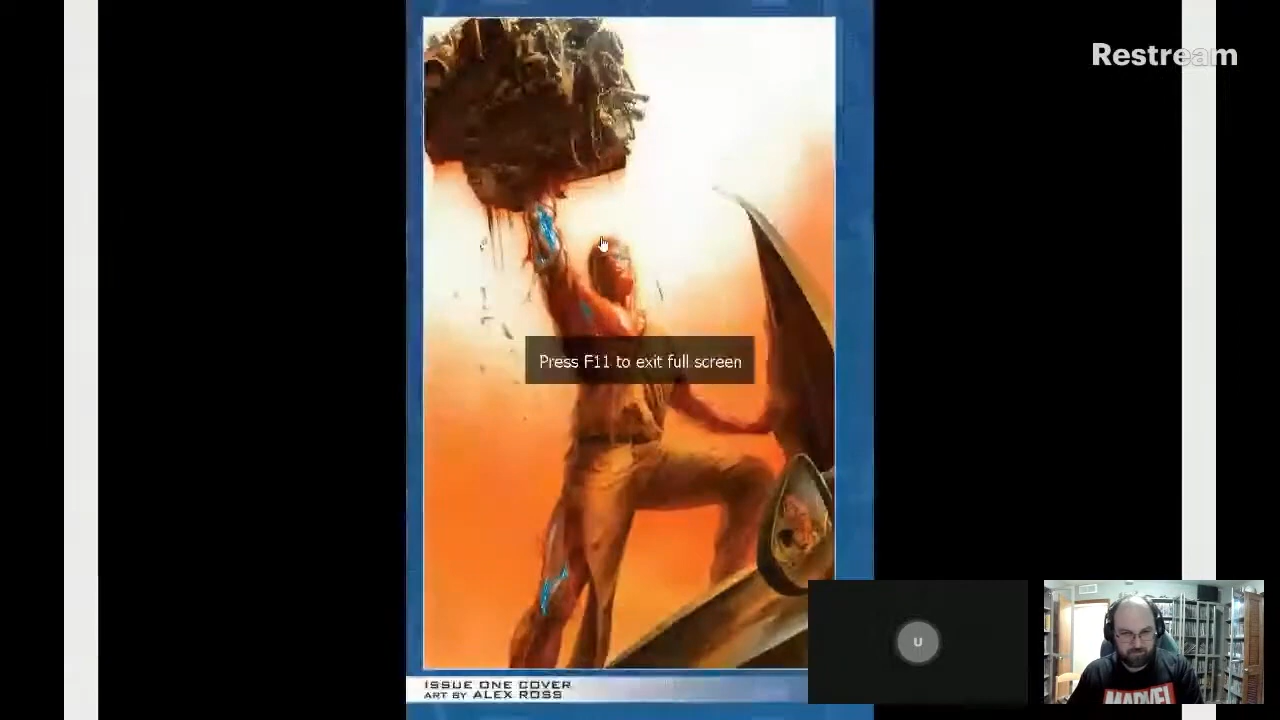 Restream
Press F11 to exit full screen
ISSUE ONE COVER
ART BY ALEX ROSS
U
MARVEL